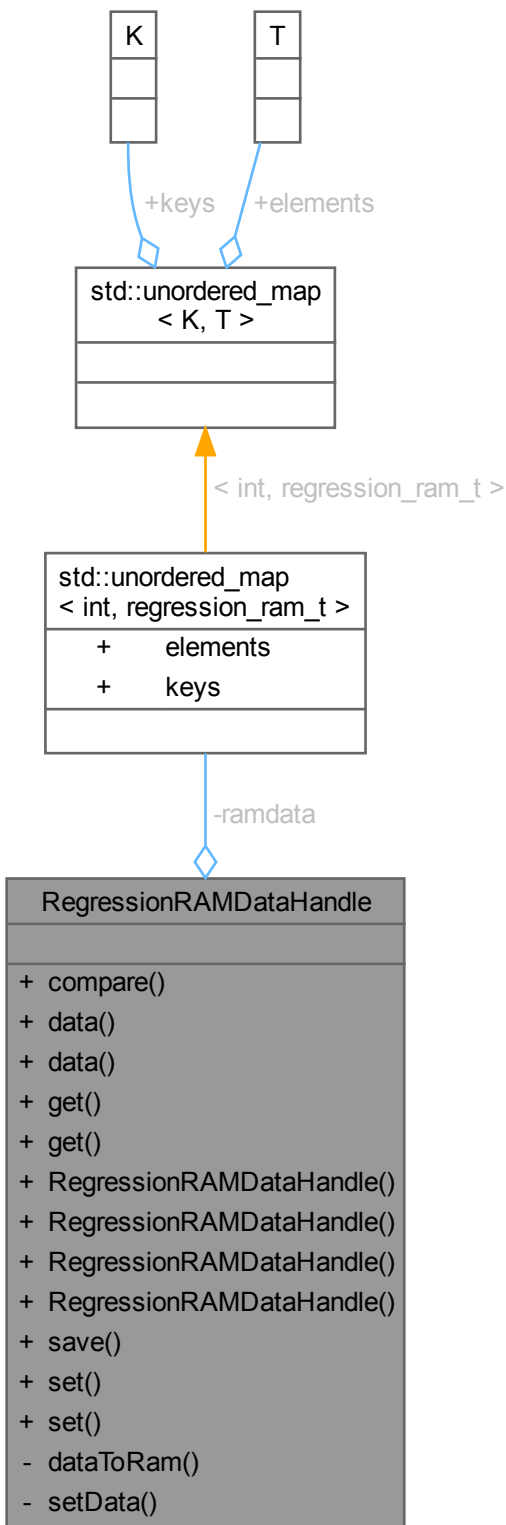 K
T
+keys
+elements
std::unordered_map
< K, T >
< int, regression_ram_t >
std::unordered_map
< int, regression_ram_t >
+ elements
+ keys
-ramdata
RegressionRAMDataHandle
+ compare()
+ data()
+ data()
+ get()
+ get()
+ RegressionRAMDataHandle()
+ RegressionRAMDataHandle()
+ RegressionRAMDataHandle()
+ RegressionRAMDataHandle()
+ save()
+ set()
+ set()
- dataToRam()
- setData()